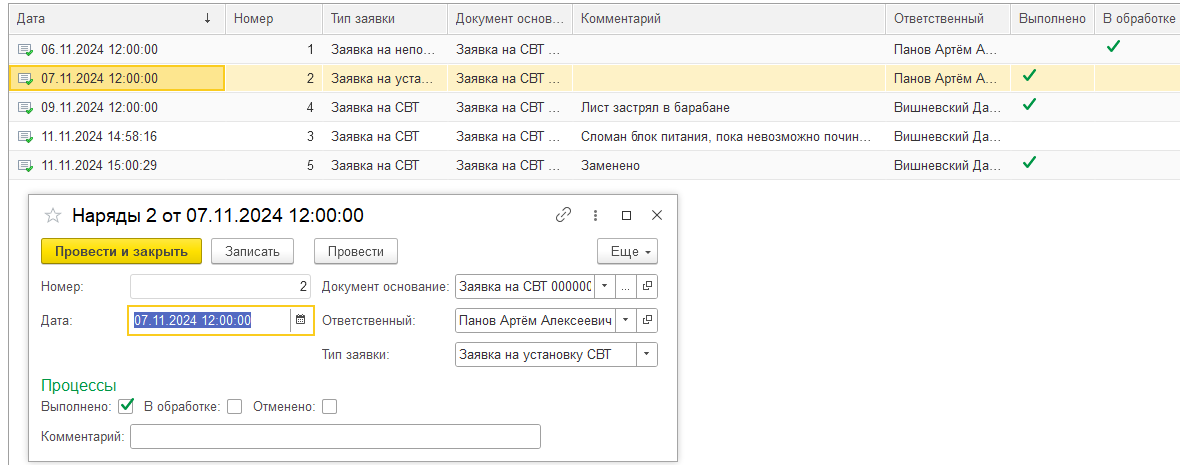 Дата ↓ Номер Тип заявки Документ основ... Комментарий Ответственный Выполнено В обработке
06.11.2024 12:00:00 1 Заявка на непо... Заявка на СВТ ... Панов Артём А...
07.11.2024 12:00:00 2 Заявка на уста... Заявка на СВТ ... Панов Артём А...
09.11.2024 12:00:00 4 Заявка на СВТ Заявка на СВТ ... Лист застрял в барабане Вишневский Да...
11.11.2024 14:58:16 3 Заявка на СВТ Заявка на СВТ ... Сломан блок питания, пока невозможно почин... Вишневский Да...
11.11.2024 15:00:29 5 Заявка на СВТ Заявка на СВТ ... Заменено Вишневский Да...
Наряды 2 от 07.11.2024 12:00:00
Провести и закрыть Записать Провести Еще
Номер: 2 Документ основание: Заявка на СВТ 000000 ...
Дата: 07.11.2024 12:00:00 Ответственный: Панов Артём Алексеевич
Тип заявки: Заявка на установку СВТ
Процессы
Выполнено: В обработке: Отменено:
Комментарий: